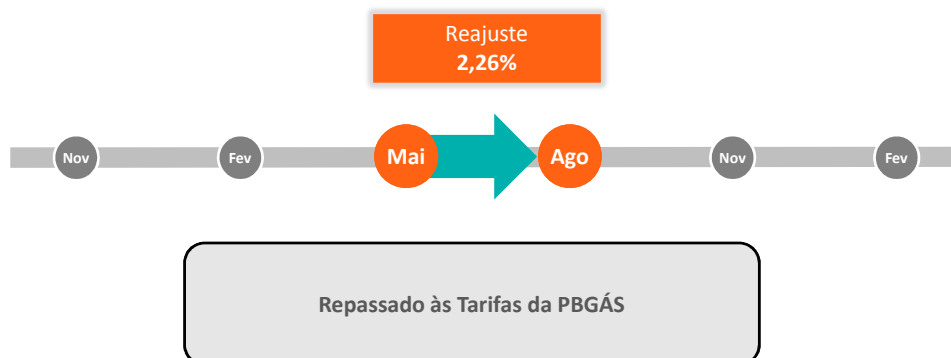 Reajuste
2,26%
Nov Fev Mai Ago Nov Fev
Repassado às Tarifas da PBGÁS